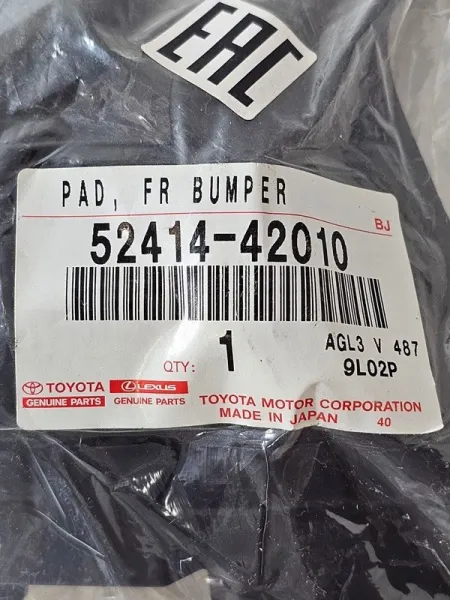 EAC
PAD, FR BUMPER
BJ
52414-42010
QTY: 1
AGL3 V 487
9L02P
TOYOTA LEXUS
GENUINE PARTS GENUINE PARTS
TOYOTA MOTOR CORPORATION
MADE IN JAPAN 40